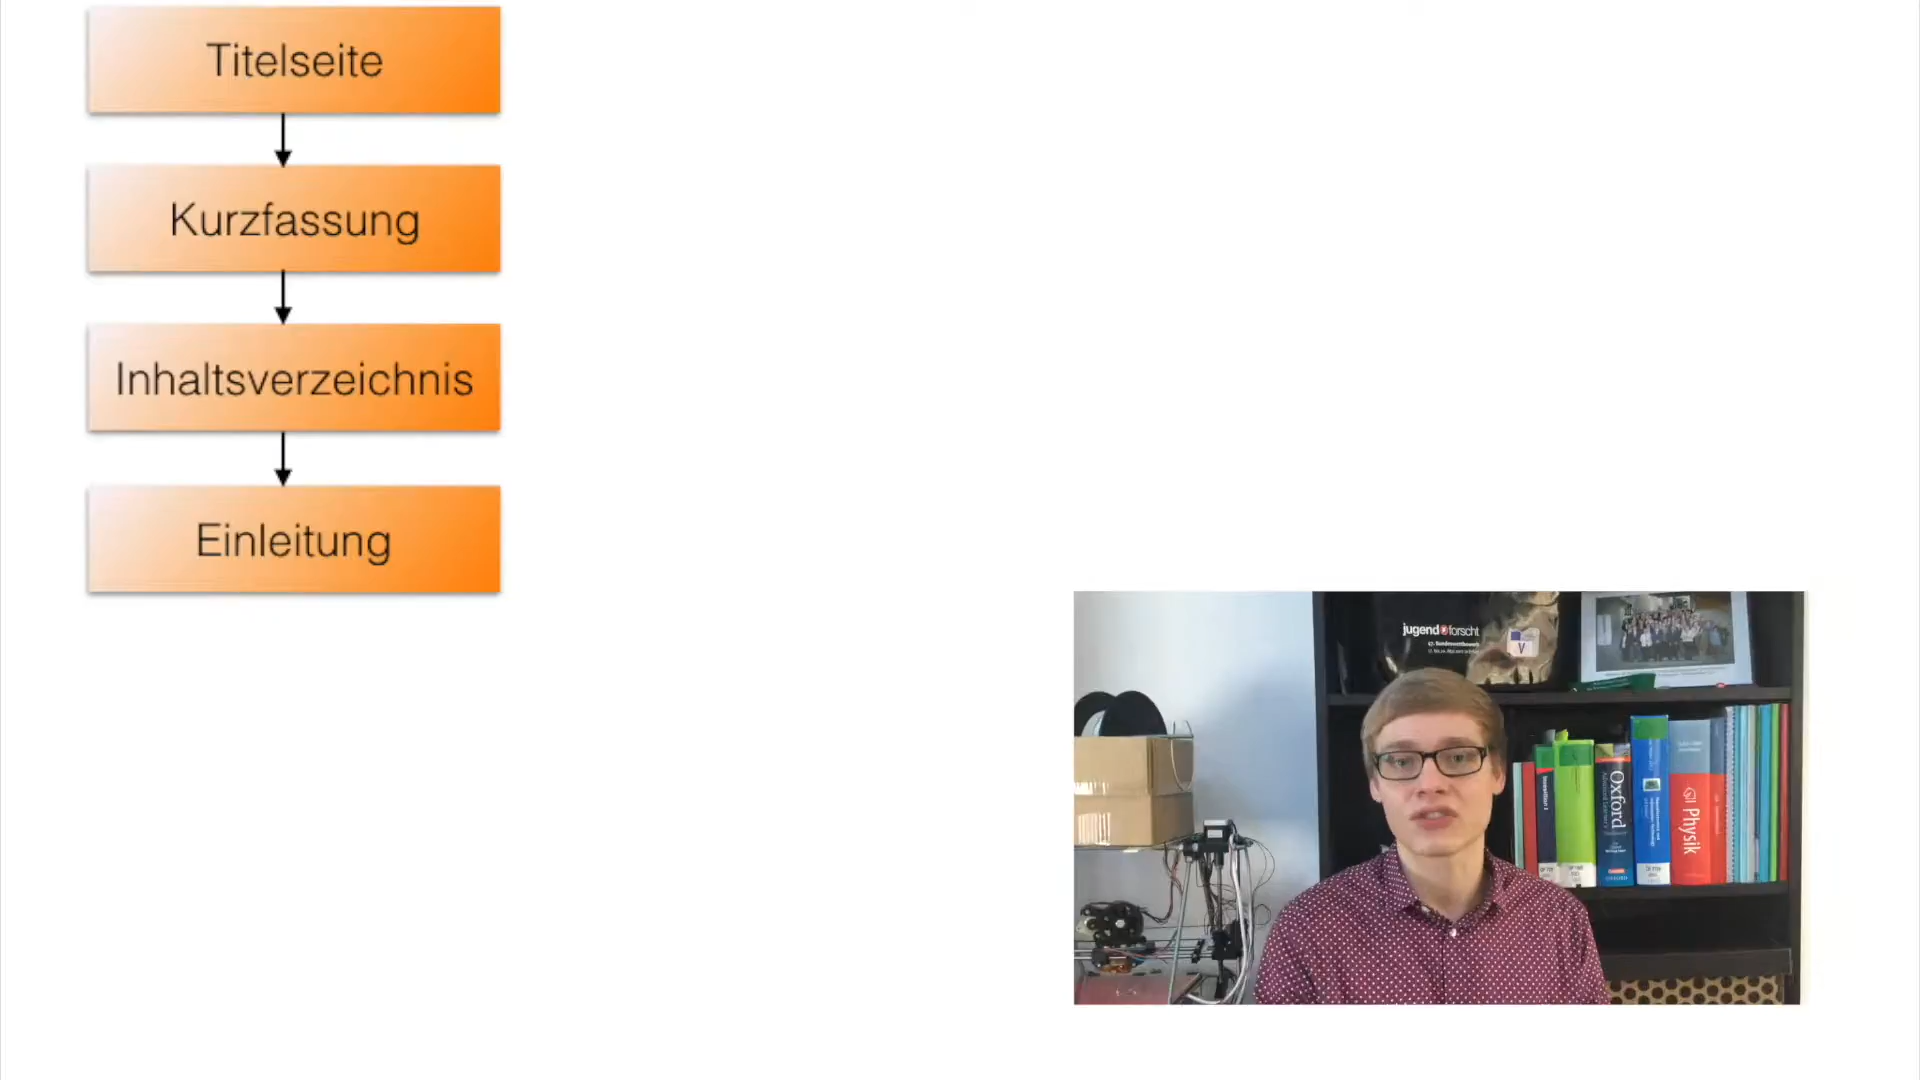 Titelseite
Kurzfassung
Inhaltsverzeichnis
Einleitung
jugend forscht
V
Oxford
Physik